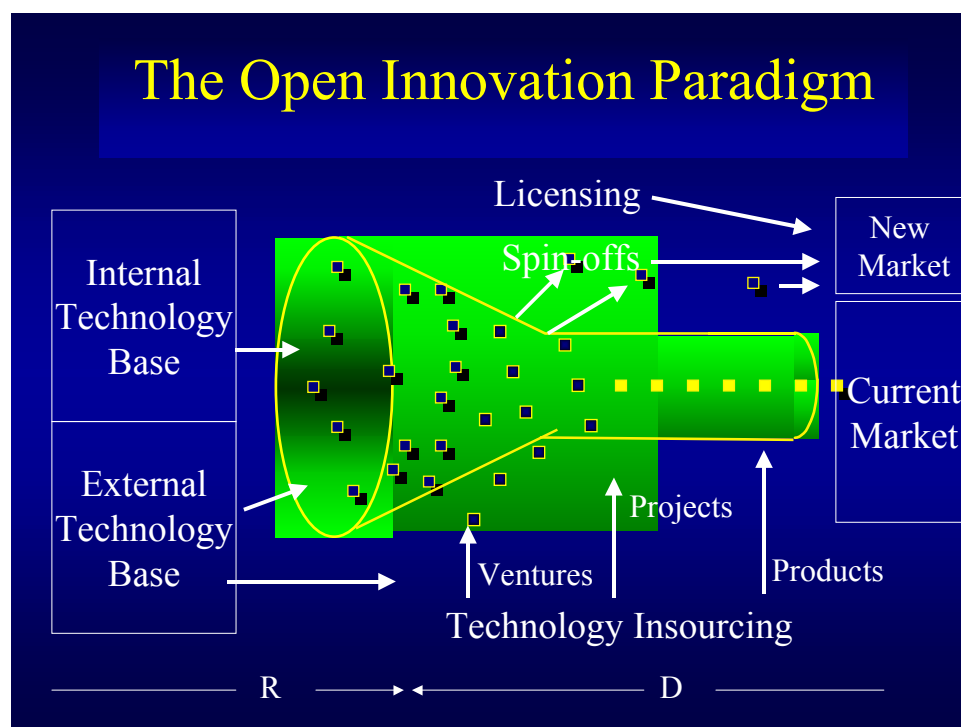 The Open Innovation Paradigm
Licensing
New
Market
Spin-offs
Internal
Technology
Base
Current
Market
External
Technology
Base
Projects
Ventures
Products
Technology Insourcing
R
D